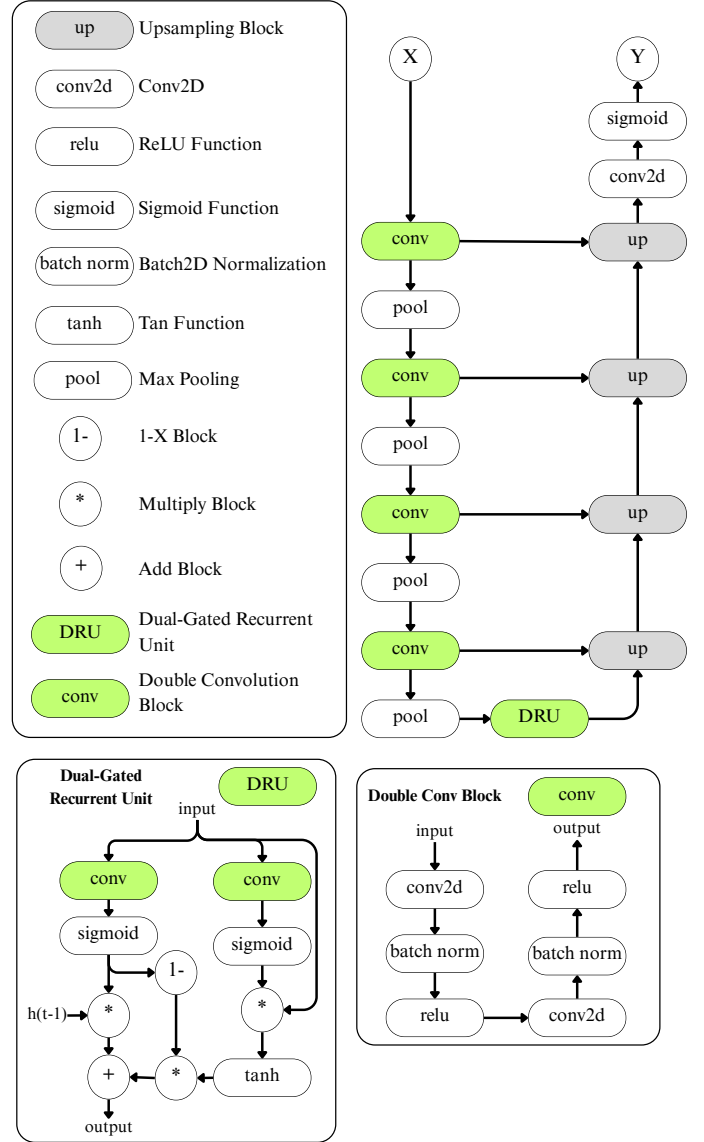 up
Upsampling Block
conv2d
Conv2D
relu
ReLU Function
sigmoid
Sigmoid Function
batch norm
Batch2D Normalization
tanh
Tan Function
pool
Max Pooling
1-
1-X Block
*
Multiply Block
+
Add Block
DRU
Dual-Gated Recurrent
Unit
conv
Double Convolution
Block
X
Y
sigmoid
conv2d
conv
up
pool
conv
up
pool
conv
up
pool
conv
up
pool
DRU
Dual-Gated
Recurrent Unit
DRU
input
conv
conv
sigmoid
sigmoid
1-
h(t-1)
*
*
+
*
tanh
output
Double Conv Block
conv
input
output
conv2d
relu
batch norm
batch norm
relu
conv2d